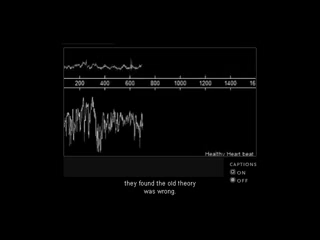 200 400 600 800 1000 1200 1400 16
Healthy Heart beat
CAPTIONS
ON
OFF
they found the old theory
was wrong.